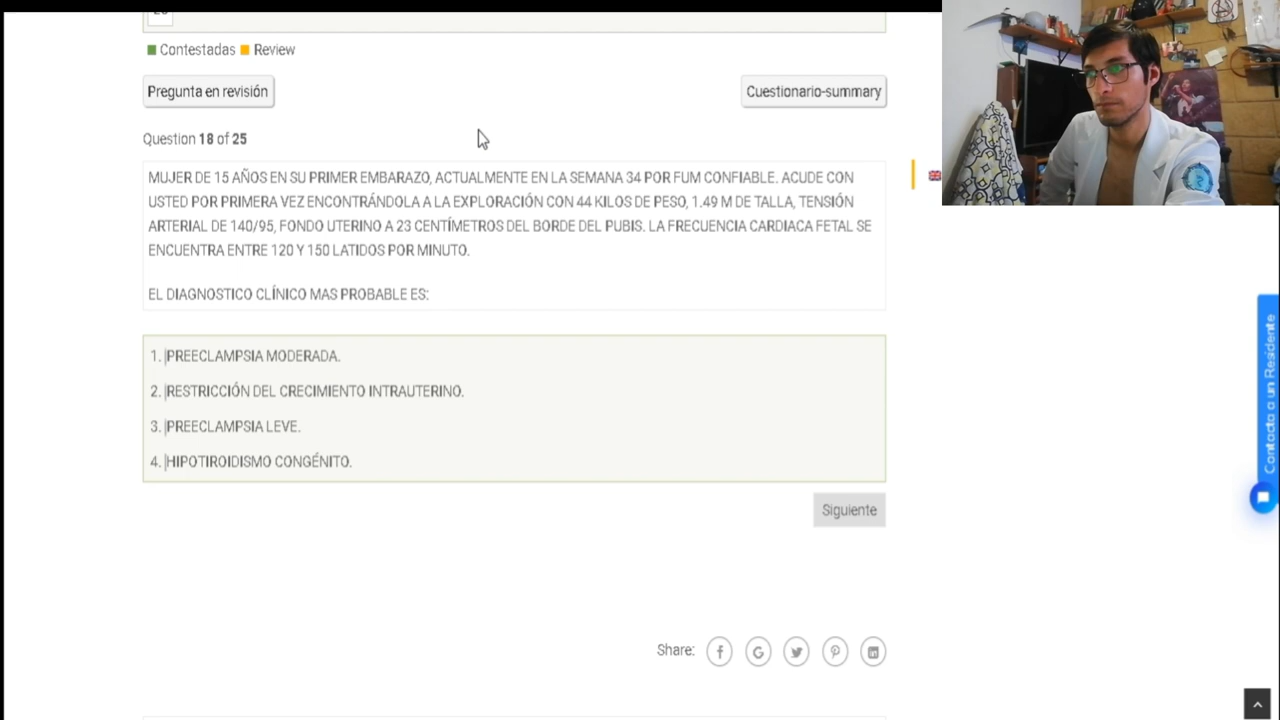 Contestadas Review
Pregunta en revisión
Cuestionario-summary
Question 18 of 25
MUJER DE 15 AÑOS EN SU PRIMER EMBARAZO, ACTUALMENTE EN LA SEMANA 34 POR FUM CONFIABLE. ACUDE CON
USTED POR PRIMERA VEZ ENCONTRÁNDOLA A LA EXPLORACIÓN CON 44 KILOS DE PESO, 1.49 M DE TALLA, TENSIÓN
ARTERIAL DE 140/95, FONDO UTERINO A 23 CENTÍMETROS DEL BORDE DEL PUBIS. LA FRECUENCIA CARDIACA FETAL SE
ENCUENTRA ENTRE 120 Y 150 LATIDOS POR MINUTO.
EL DIAGNOSTICO CLÍNICO MAS PROBABLE ES:
1. PREECLAMPSIA MODERADA.
2. RESTRICCIÓN DEL CRECIMIENTO INTRAUTERINO.
3. PREECLAMPSIA LEVE.
4. HIPOTIROIDISMO CONGÉNITO.
Siguiente
Share:
Contacta a un Residente